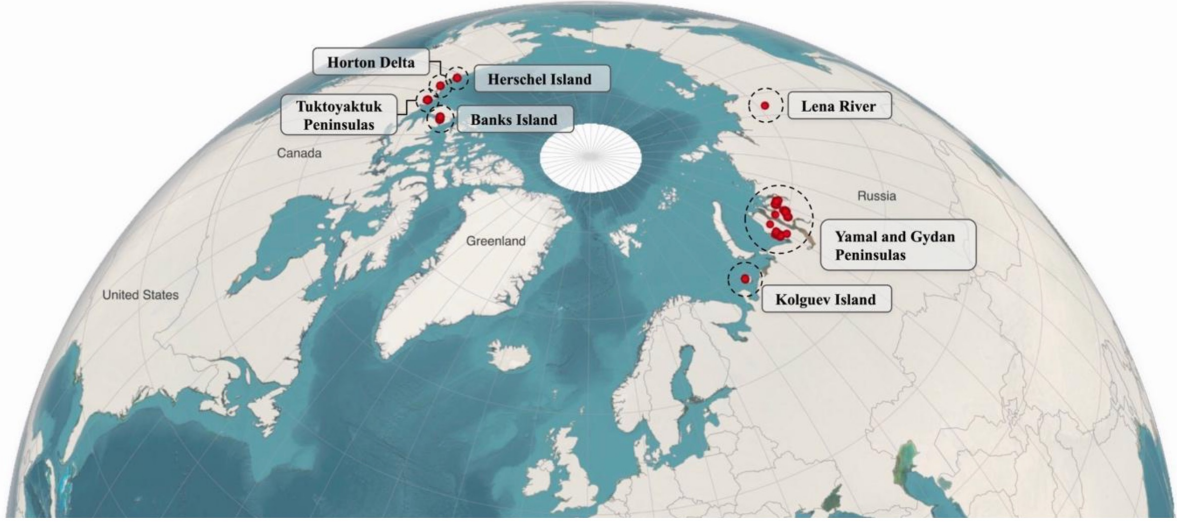 Horton Delta
Herschel Island
Tuktoyaktuk
Peninsulas
Banks Island
Lena River
Canada
Russia
Greenland
Yamal and Gydan
Peninsulas
United States
Kolguev Island